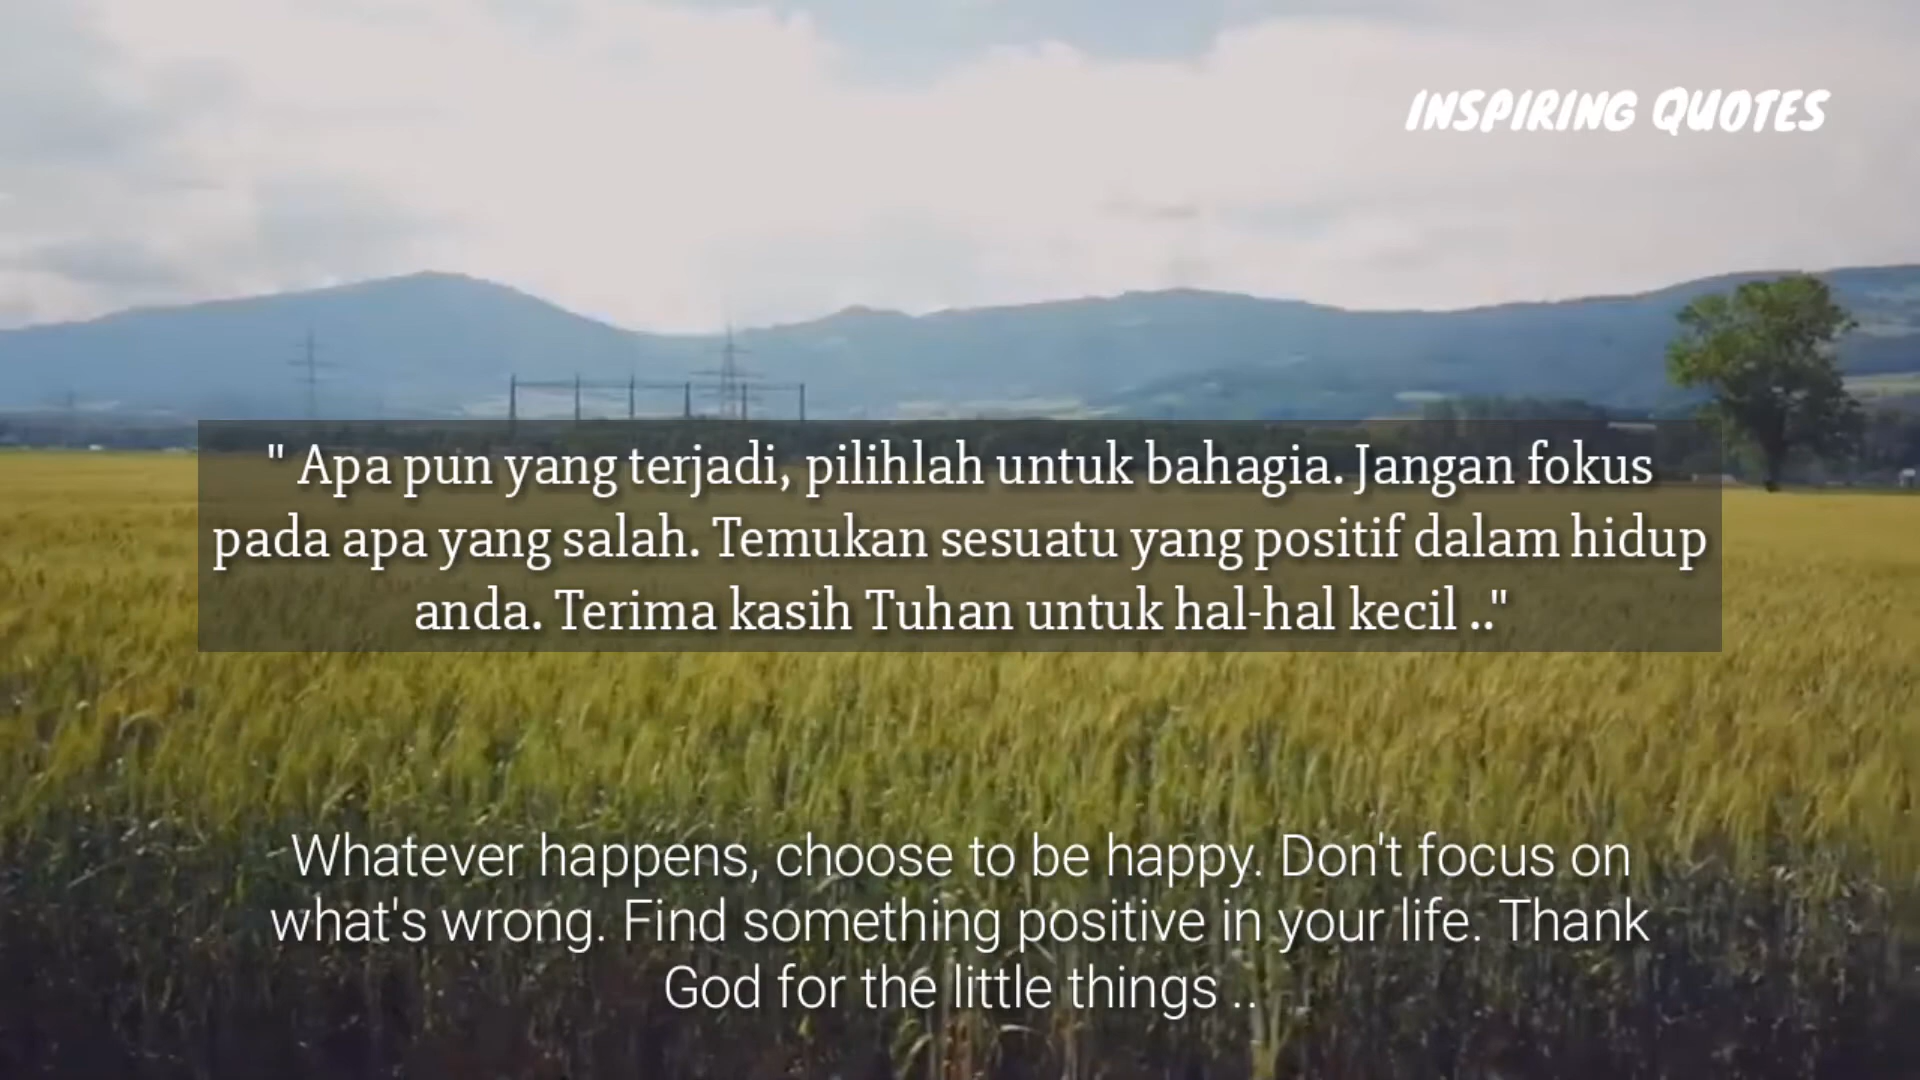 INSPIRING QUOTES
" Apa pun yang terjadi, pilihlah untuk bahagia. Jangan fokus
pada apa yang salah. Temukan sesuatu yang positif dalam hidup
anda. Terima kasih Tuhan untuk hal-hal kecil .."
Whatever happens, choose to be happy. Don't focus on
what's wrong. Find something positive in your life. Thank
God for the little things ..